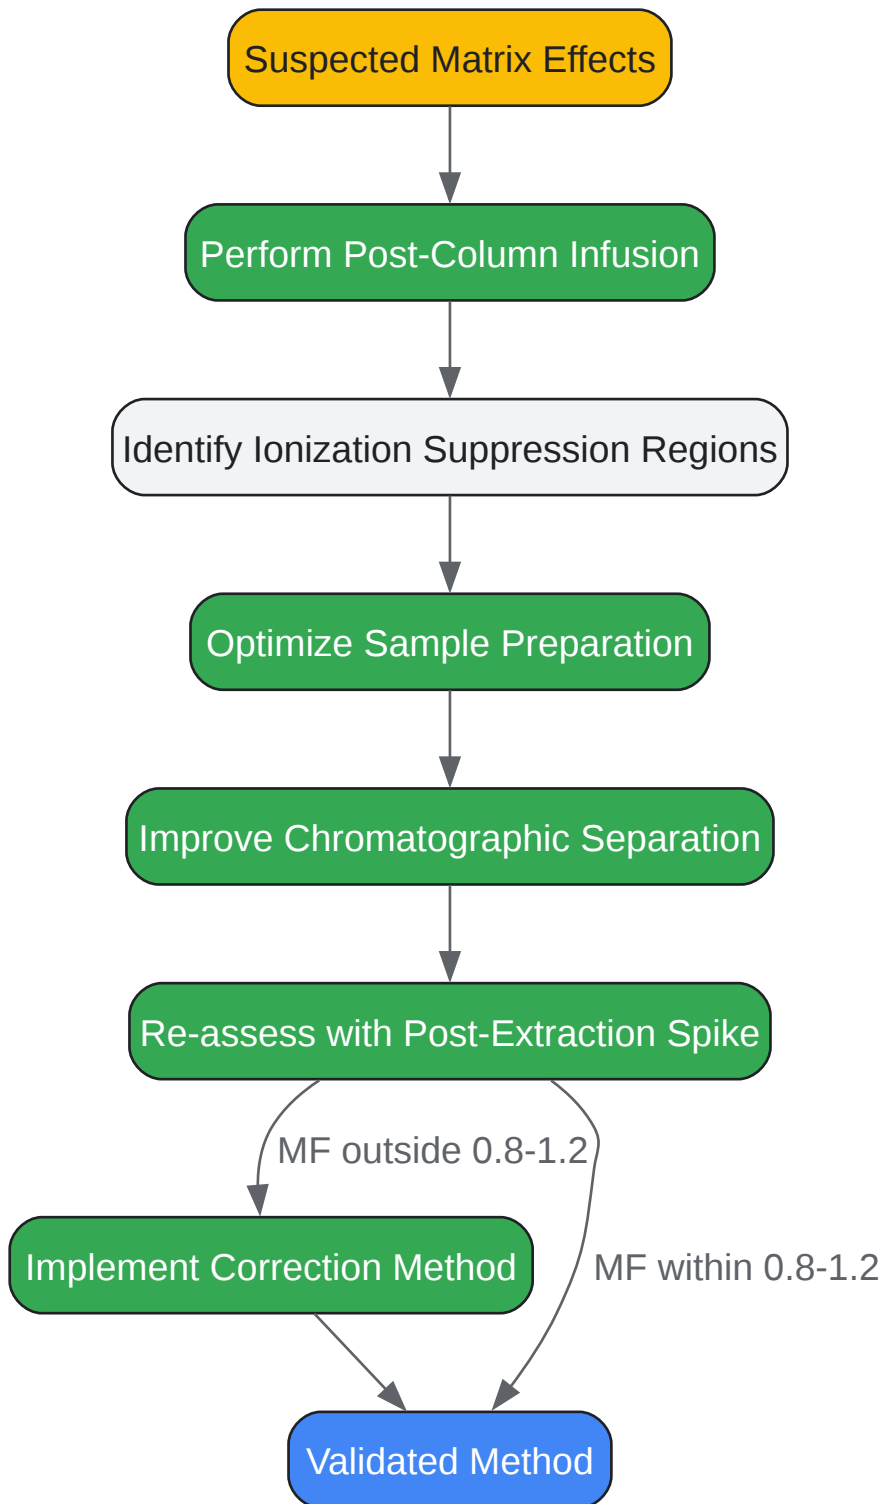 Suspected Matrix Effects
Perform Post-Column Infusion
Identify Ionization Suppression Regions
Optimize Sample Preparation
Improve Chromatographic Separation
Re-assess with Post-Extraction Spike
MF outside 0.8-1.2
Implement Correction Method
MF within 0.8-1.2
Validated Method